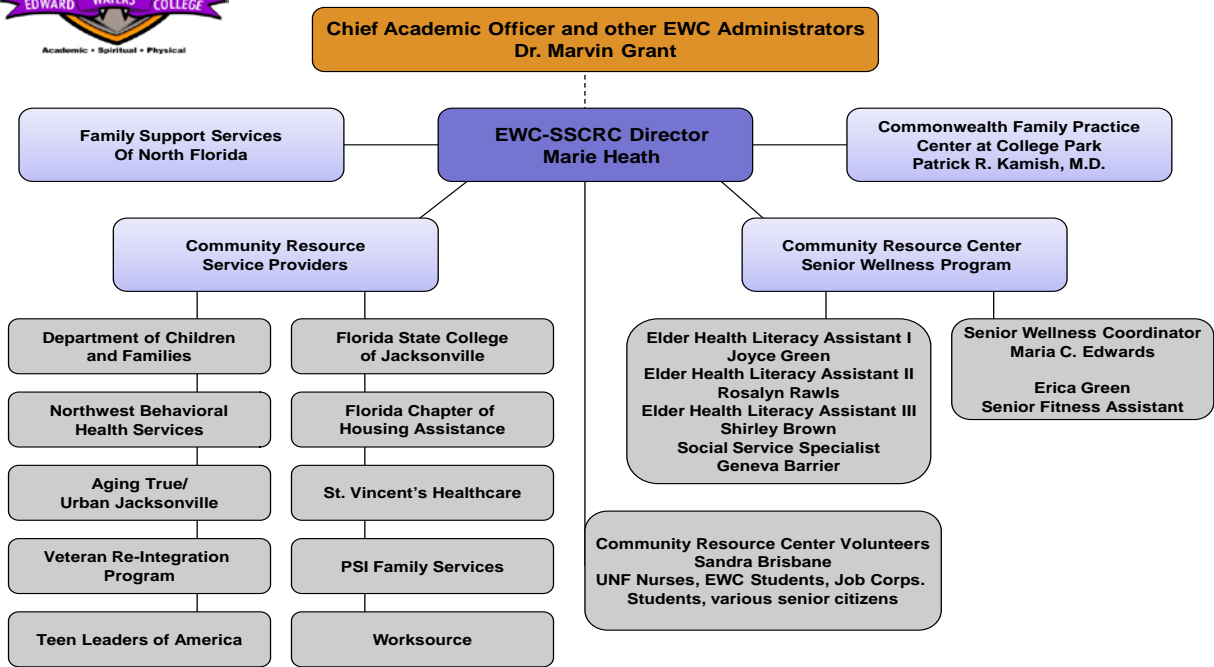 EDWARD WATERS COLLEGE
Academic • Spiritual • Physical
Chief Academic Officer and other EWC Administrators
Dr. Marvin Grant
Family Support Services
Of North Florida
EWC-SSCRC Director
Marie Heath
Commonwealth Family Practice
Center at College Park
Patrick R. Kamish, M.D.
Community Resource
Service Providers
Community Resource Center
Senior Wellness Program
Department of Children
and Families
Northwest Behavioral
Health Services
Aging True/
Urban Jacksonville
Veteran Re-Integration
Program
Teen Leaders of America
Florida State College
of Jacksonville
Florida Chapter of
Housing Assistance
St. Vincent’s Healthcare
PSI Family Services
Worksource
Elder Health Literacy Assistant I
Joyce Green
Elder Health Literacy Assistant II
Rosalyn Rawls
Elder Health Literacy Assistant III
Shirley Brown
Social Service Specialist
Geneva Barrier
Senior Wellness Coordinator
Maria C. Edwards
Erica Green
Senior Fitness Assistant
Community Resource Center Volunteers
Sandra Brisbane
UNF Nurses, EWC Students, Job Corps.
Students, various senior citizens